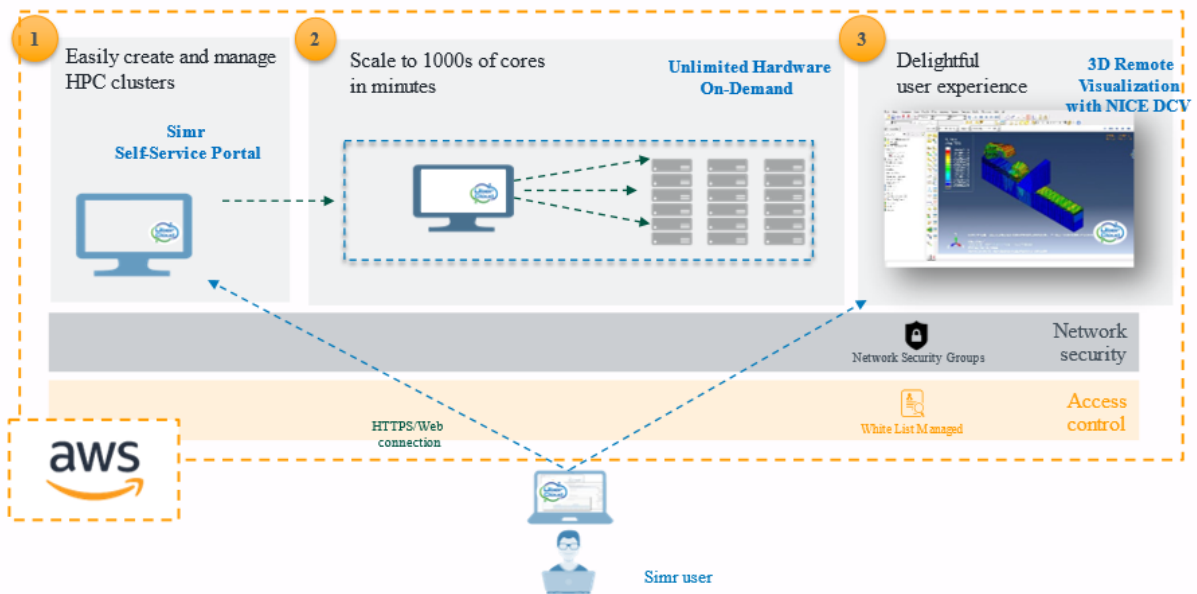 1
Easily create and manage
HPC clusters
Simr
Self-Service Portal
2
Scale to 1000s of cores
in minutes
Unlimited Hardware
On-Demand
3
Delightful
user experience
3D Remote
Visualization
with NICE DCV
Network Security Groups
Network
security
White List Managed
Access
control
HTTPS/Web
connection
aws
Simr user